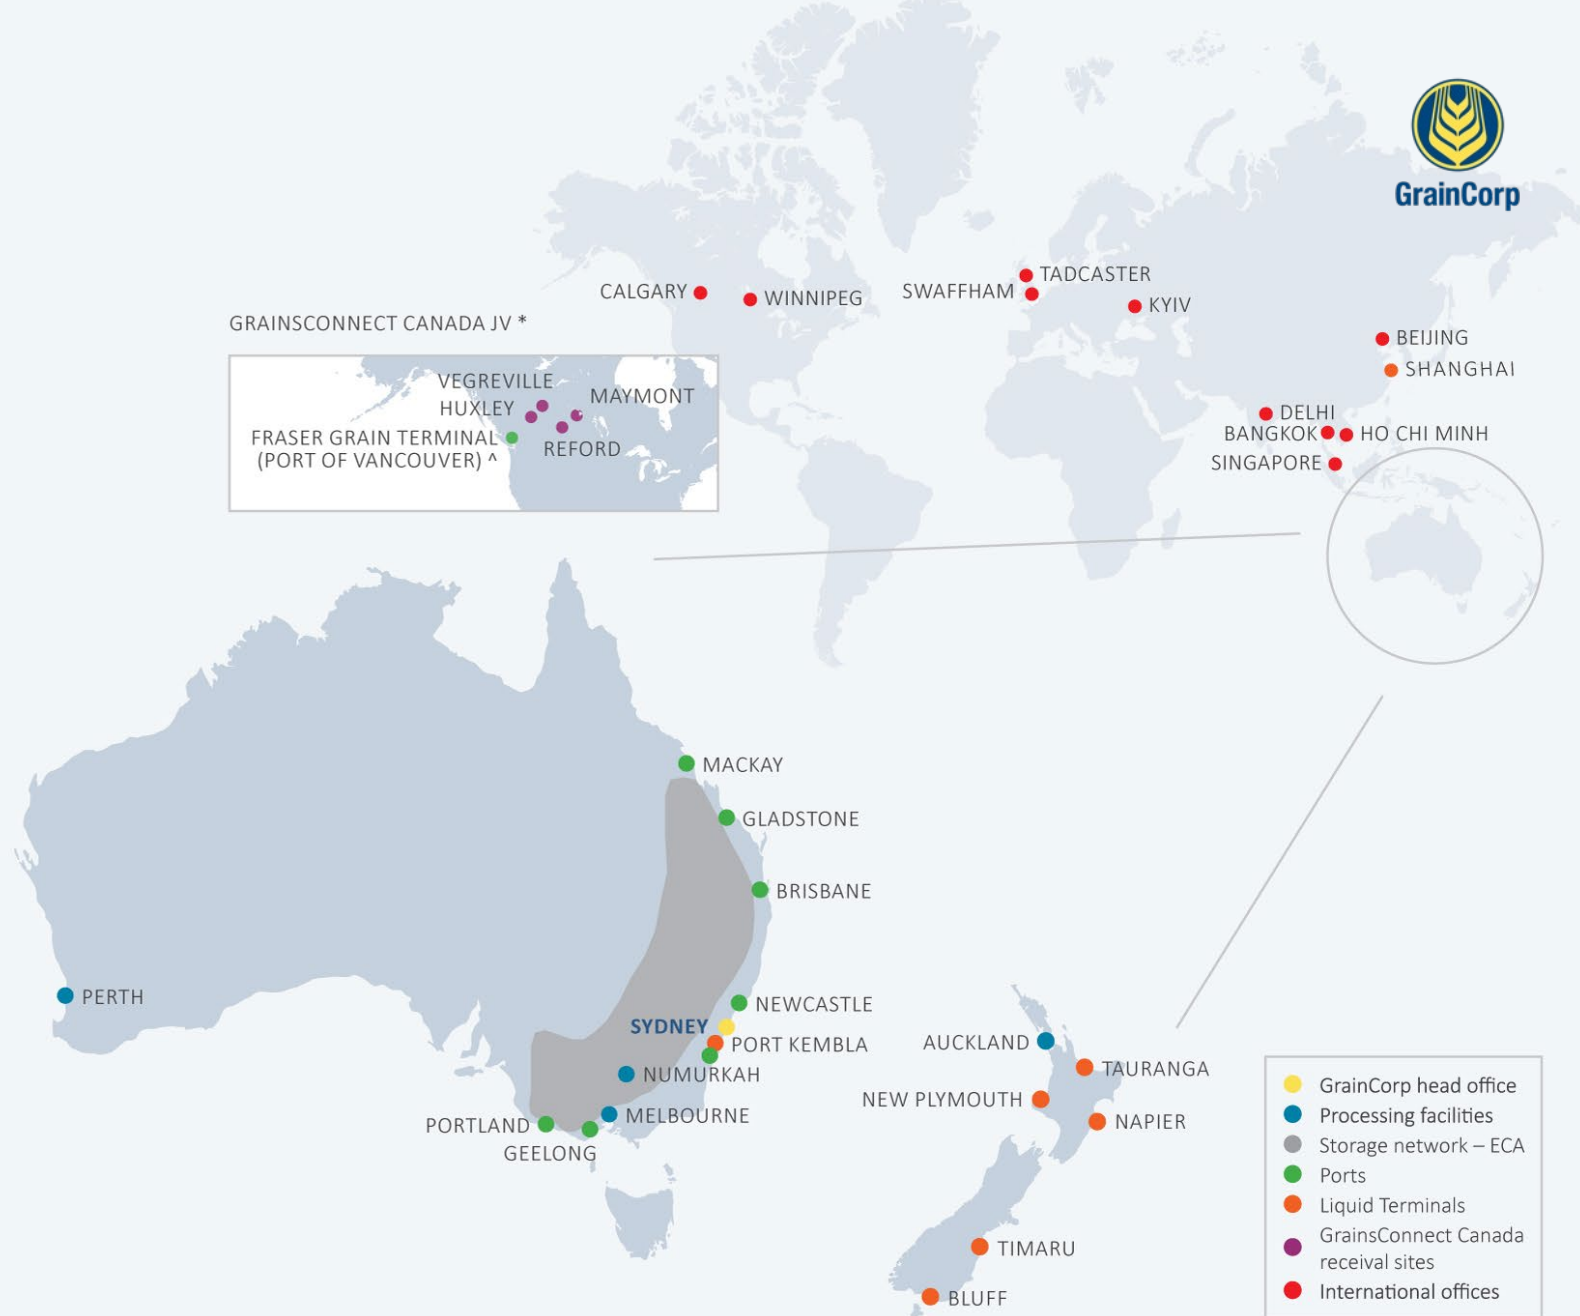 GrainCorp
TADCASTER
SWAFFHAM
CALGARY
WINNIPEG
KYIV
GRAINSCONNECT CANADA JV *
BEIJING
SHANGHAI
VEGREVILLE
MAYMONT
HUXLEY
DELHI
FRASER GRAIN TERMINAL
(PORT OF VANCOUVER) ^
REFORD
BANGKOK
HO CHI MINH
SINGAPORE
MACKAY
GLADSTONE
BRISBANE
PERTH
NEWCASTLE
SYDNEY
PORT KEMBLA
NUMURKAH
MELBOURNE
PORTLAND
GEELONG
AUCKLAND
TAURANGA
NEW PLYMOUTH
NAPIER
TIMARU
BLUFF
GrainCorp head office
Processing facilities
Storage network – ECA
Ports
Liquid Terminals
GrainsConnect Canada
receival sites
International offices